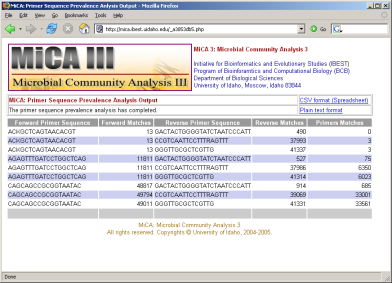 MiCA: Primer Sequence Prevalence Anlysis Output - Mozilla Firefox
File Edit View Go Bookmarks Tools Help
http://mica.ibest.uidaho.edu/_a3853db5.php
Go
MiCA III
Microbial Community Analysis III
MiCA 3: Microbial Community Analysis 3
Initiative for Bioinformatics and Evolutionary Studies (IBEST)
Program of Bioinformatics and Computational Biology (BCB)
Department of Biological Sciences
University of Idaho, Moscow, Idaho 83844
MiCA: Primer Sequence Prevalence Analysis Output
CSV format (Spreadsheet)
The primer sequence prevalence analysis has completed.
Plain text format
Forward Primer Sequence Forward Matches Reverse Primer Sequence Reverse Matches Primers Matches
ACKGCTCAGTAACACGT 13 GACTACTGGGGTATCTAATCCCATT 490 0
ACKGCTCAGTAACACGT 13 CCGTCAATTCCTTTRAGTTT 37993 3
ACKGCTCAGTAACACGT 13 GGGTTGCGCTCGTTG 41337 3
AGAGTTTGATCCTGGCTCAG 11811 GACTACTGGGGTATCTAATCCCATT 527 75
AGAGTTTGATCCTGGCTCAG 11811 CCGTCAATTCCTTTRAGTTT 37986 6350
AGAGTTTGATCCTGGCTCAG 11811 GGGTTGCGCTCGTTG 41314 6023
CAGCAGCCGCGGTAATAC 48817 GACTACTGGGGTATCTAATCCCATT 914 685
CAGCAGCCGCGGTAATAC 49794 CCGTCAATTCCTTTRAGTTT 39069 33001
CAGCAGCCGCGGTAATAC 49011 GGGTTGCGCTCGTTG 41331 33561
MiCA: Microbial Community Analysis 3
All rights reserved. Copyrights © University of Idaho, 2004-2005.
Done